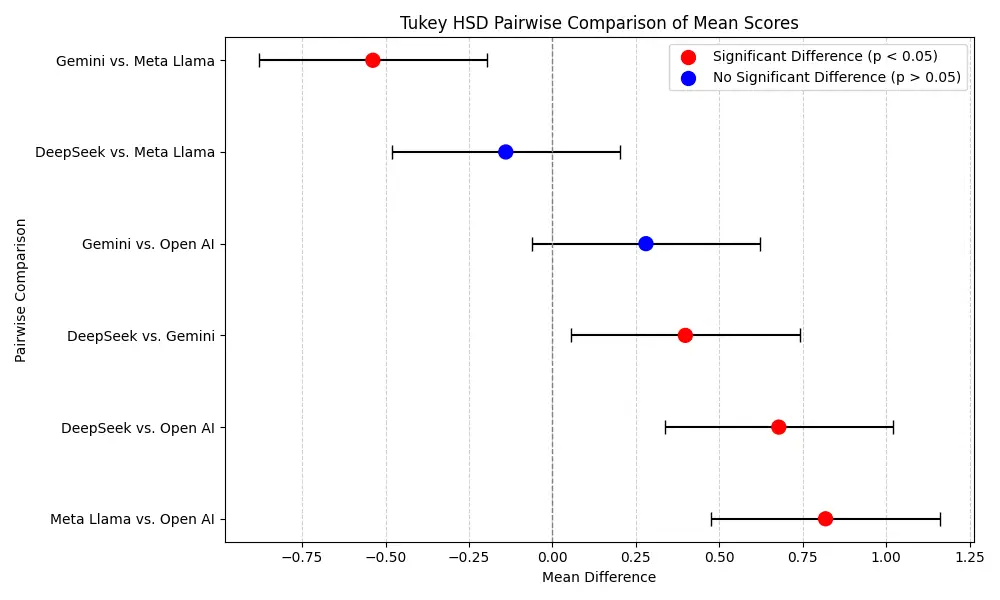 Tukey HSD Pairwise Comparison of Mean Scores
Significant Difference (p < 0.05)
No Significant Difference (p > 0.05)
Pairwise Comparison
Gemini vs. Meta Llama
DeepSeek vs. Meta Llama
Gemini vs. Open AI
DeepSeek vs. Gemini
DeepSeek vs. Open AI
Meta Llama vs. Open AI
−0.75 −0.50 −0.25 0.00 0.25 0.50 0.75 1.00 1.25
Mean Difference